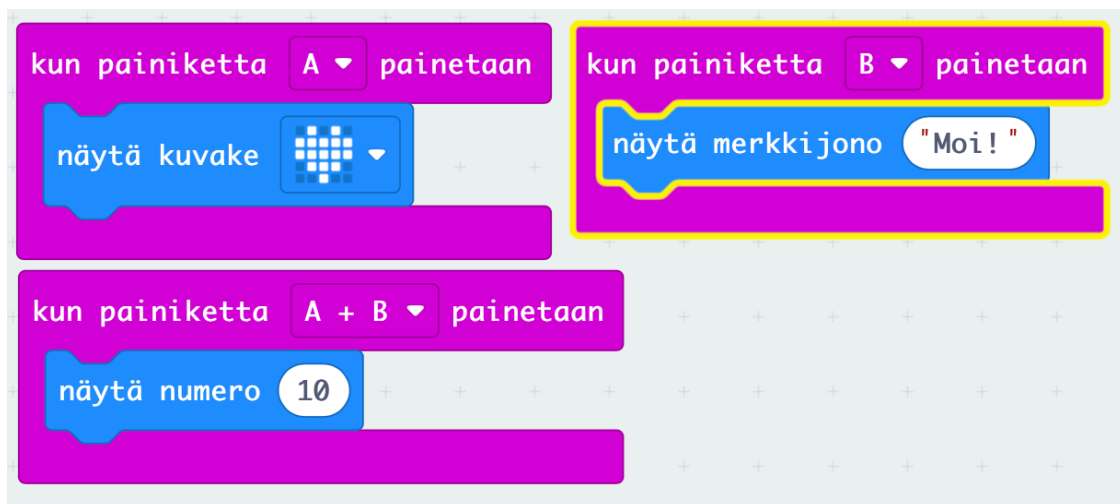 kun painiketta A painetaan
näytä kuvake
kun painiketta B painetaan
näytä merkkijono "Moi!"
kun painiketta A + B painetaan
näytä numero 10